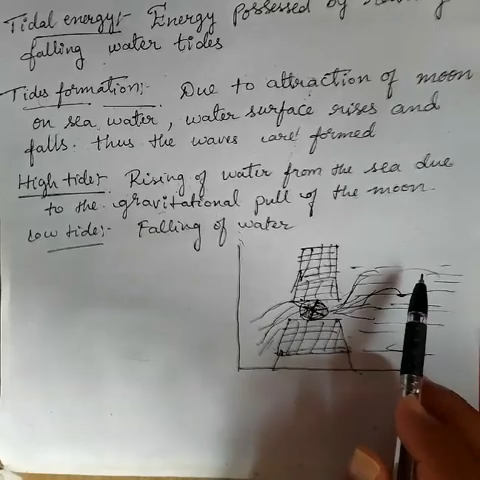 Tidal energy:- Energy possessed by
falling water tides
Tides formation:- Due to attraction of moon
on sea water, water surface rises and
falls. thus the waves are formed
High tide:- Rising of water from the sea due
to the gravitational pull of the moon.
Low tide:- Falling of water